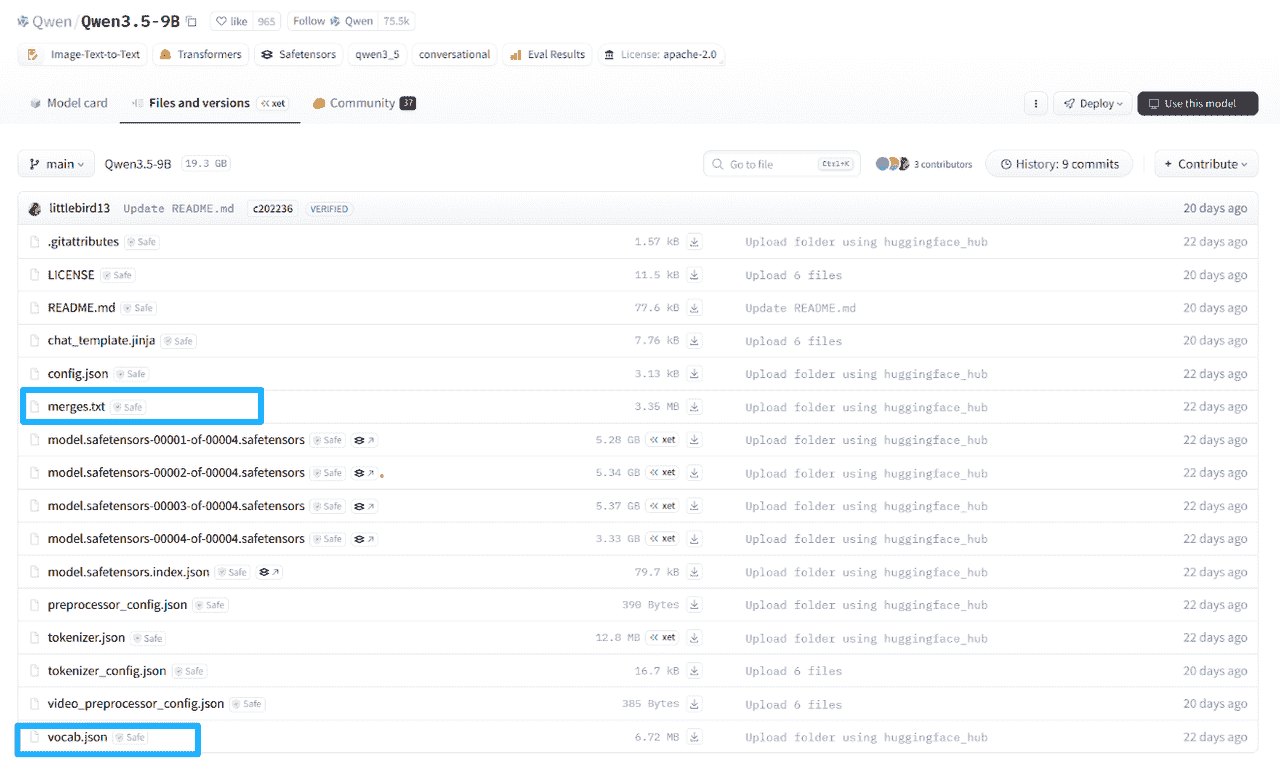 Qwen/Qwen3.5-9B like 965 Follow Qwen 75.5k
Image-Text-to-Text Transformers Safetensors qwen3_5 conversational Eval Results License: apache-2.0
Model card Files and versions xet Community 37 Deploy Use this model
main Qwen3.5-9B 19.3 GB Go to file Ctrl+K 3 contributors History: 9 commits + Contribute
littlebird13 Update README.md c202236 VERIFIED 20 days ago
.gitattributes Safe 1.57 kB Upload folder using huggingface_hub 22 days ago
LICENSE Safe 11.5 kB Upload 6 files 20 days ago
README.md Safe 77.6 kB Update README.md 20 days ago
chat_template.jinja Safe 7.76 kB Upload 6 files 20 days ago
config.json Safe 3.13 kB Upload folder using huggingface_hub 22 days ago
merges.txt Safe 3.35 MB Upload folder using huggingface_hub 22 days ago
model.safetensors-00001-of-00004.safetensors Safe 5.28 GB xet Upload folder using huggingface_hub 22 days ago
model.safetensors-00002-of-00004.safetensors Safe 5.34 GB xet Upload folder using huggingface_hub 22 days ago
model.safetensors-00003-of-00004.safetensors Safe 5.37 GB xet Upload folder using huggingface_hub 22 days ago
model.safetensors-00004-of-00004.safetensors Safe 3.33 GB xet Upload folder using huggingface_hub 22 days ago
model.safetensors.index.json Safe 79.7 kB Upload folder using huggingface_hub 22 days ago
preprocessor_config.json Safe 390 Bytes Upload folder using huggingface_hub 22 days ago
tokenizer.json Safe 12.8 MB xet Upload folder using huggingface_hub 22 days ago
tokenizer_config.json Safe 16.7 kB Upload 6 files 20 days ago
video_preprocessor_config.json Safe 385 Bytes Upload 6 files 20 days ago
vocab.json Safe 6.72 MB Upload folder using huggingface_hub 22 days ago